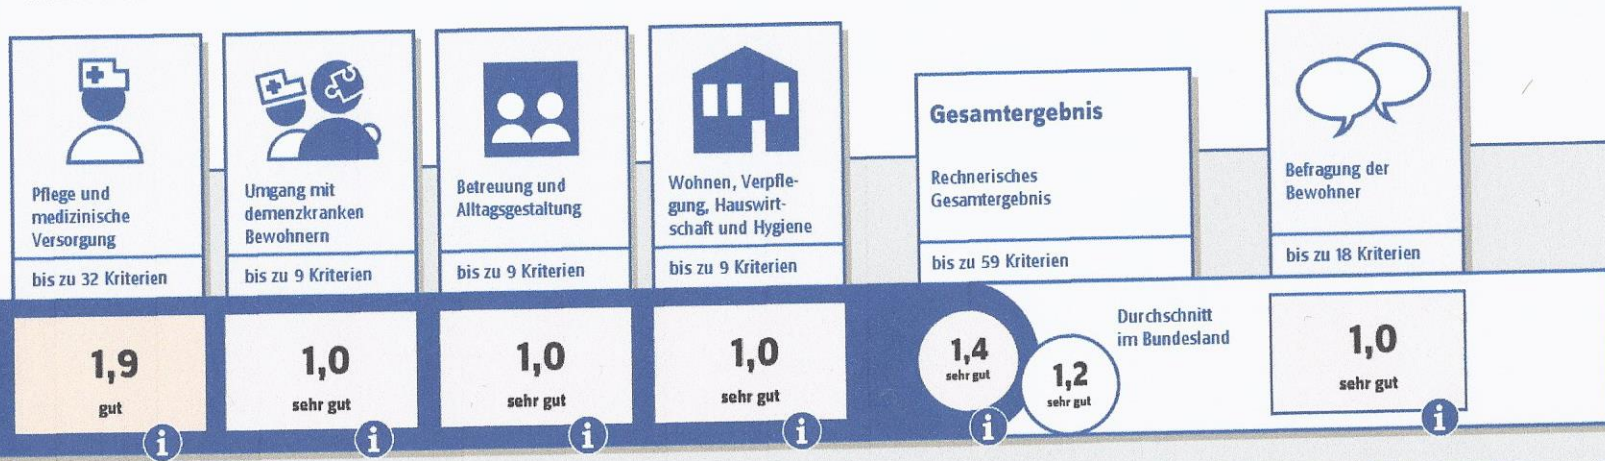 Pflege und
medizinische
Versorgung
bis zu 32 Kriterien
1,9
gut
i
Umgang mit
demenzkranken
Bewohnern
bis zu 9 Kriterien
1,0
sehr gut
i
Betreuung und
Alltagsgestaltung
bis zu 9 Kriterien
1,0
sehr gut
i
Wohnen, Verpfle-
gung, Hauswirt-
schaft und Hygiene
bis zu 9 Kriterien
1,0
sehr gut
i
Gesamtergebnis
Rechnerisches
Gesamtergebnis
bis zu 59 Kriterien
1,4
sehr gut
i
Durchschnitt
im Bundesland
1,2
sehr gut
Befragung der
Bewohner
bis zu 18 Kriterien
1,0
sehr gut
i